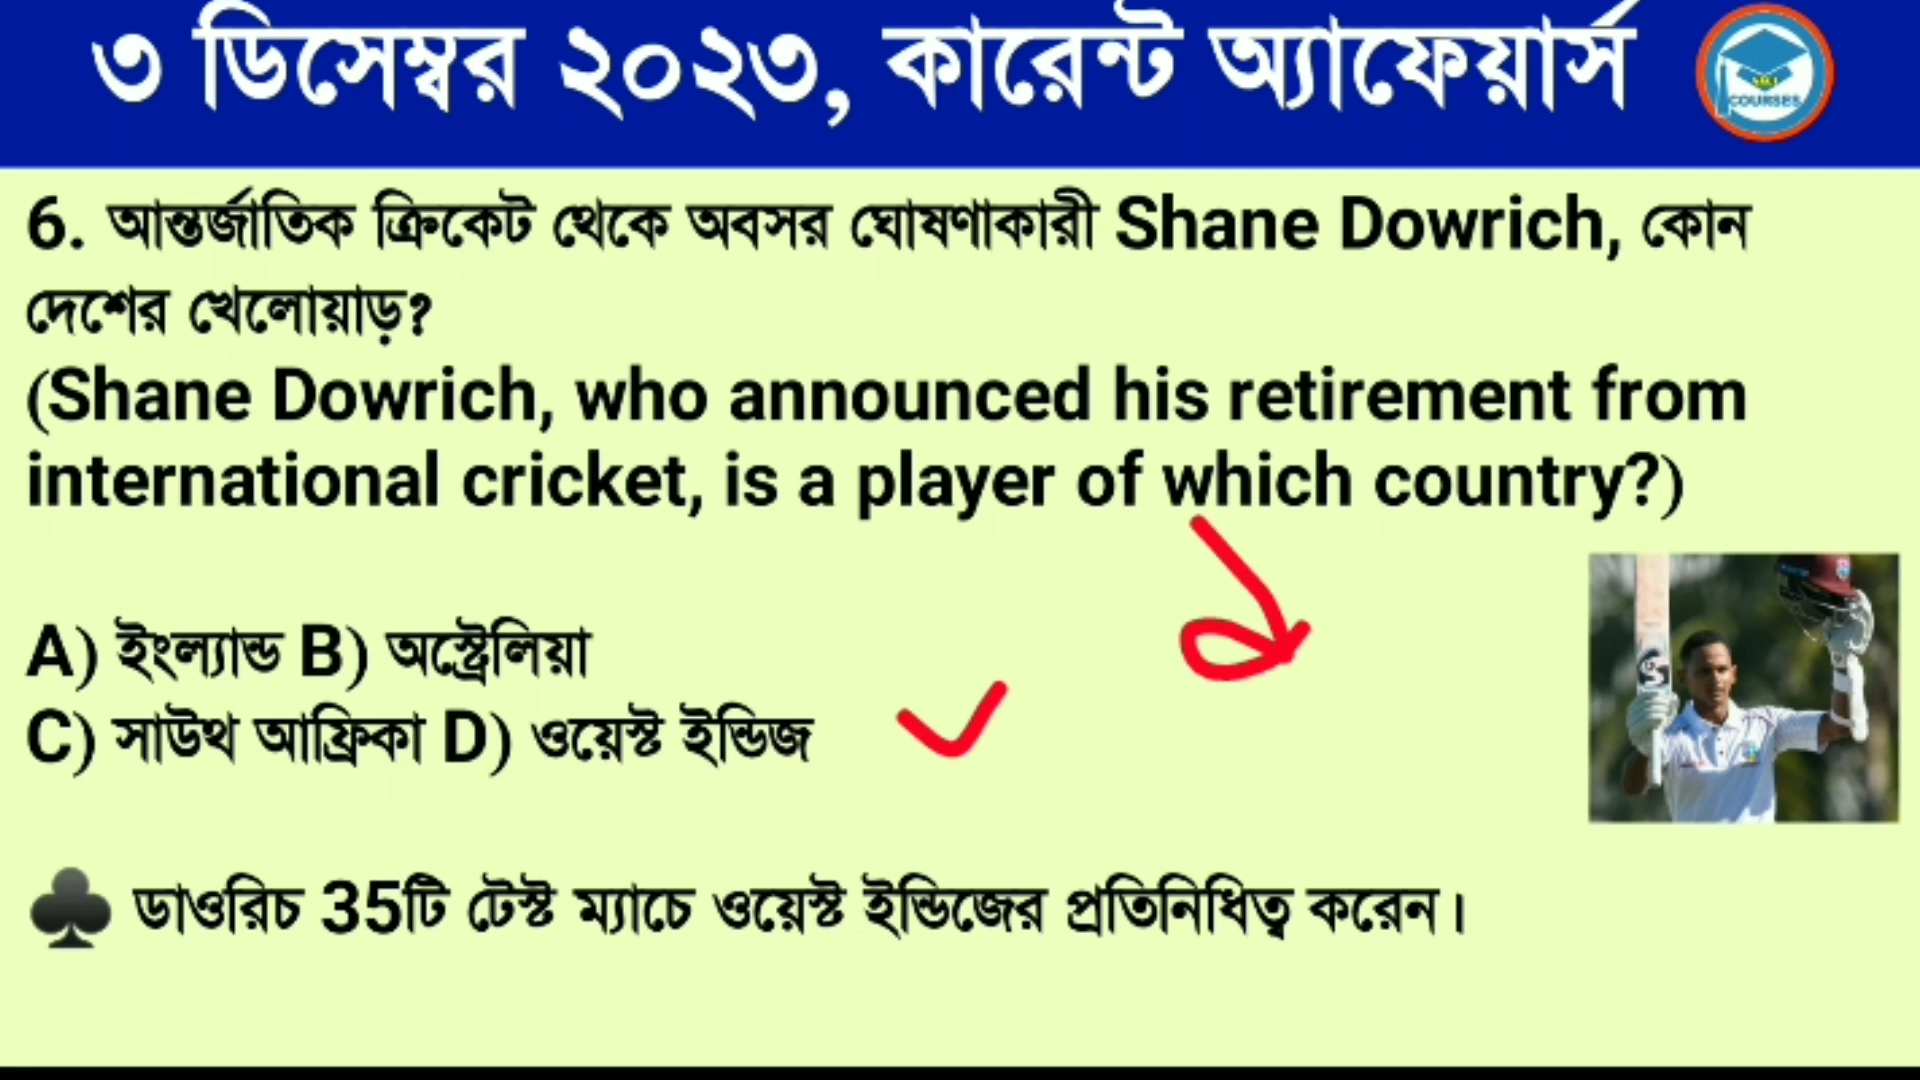 ৩ ডিসেম্বর ২০২৩, কারেন্ট অ্যাফেয়ার্স
COURSES
6. আন্তর্জাতিক ক্রিকেট থেকে অবসর ঘোষণাকারী Shane Dowrich, কোন
দেশের খেলোয়াড়?
(Shane Dowrich, who announced his retirement from
international cricket, is a player of which country?)
A) ইংল্যান্ড B) অস্ট্রেলিয়া
C) সাউথ আফ্রিকা D) ওয়েস্ট ইন্ডিজ
♣ ডাওরিচ 35টি টেস্ট ম্যাচে ওয়েস্ট ইন্ডিজের প্রতিনিধিত্ব করেন।